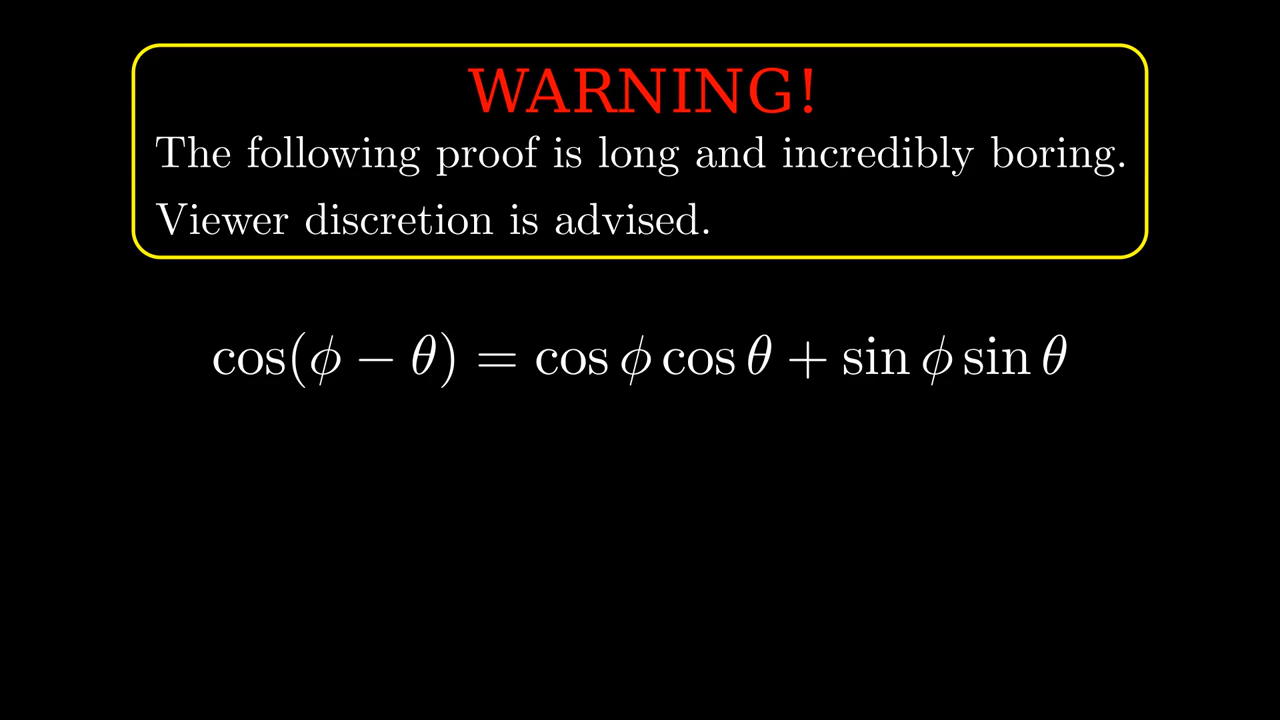 WARNING!
The following proof is long and incredibly boring.
Viewer discretion is advised.
cos(ϕ − θ) = cos ϕ cos θ + sin ϕ sin θ